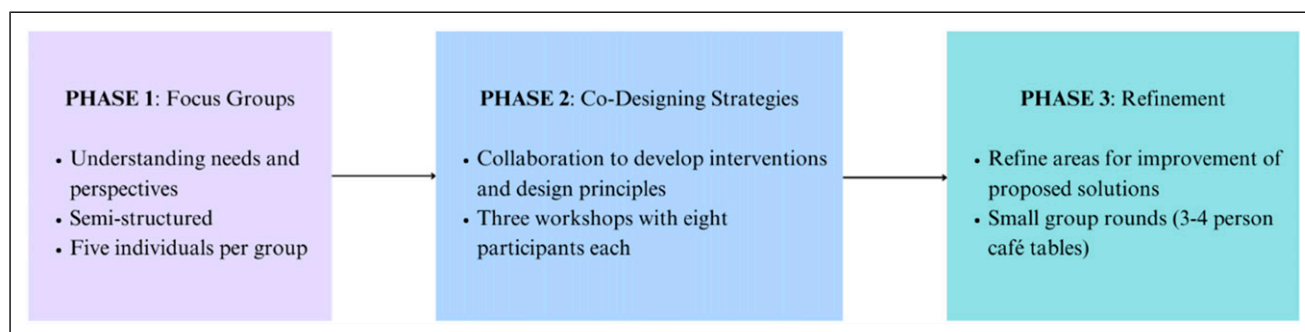 PHASE 1: Focus Groups
• Understanding needs and
perspectives
• Semi-structured
• Five individuals per group
PHASE 2: Co-Designing Strategies
• Collaboration to develop interventions
and design principles
• Three workshops with eight
participants each
PHASE 3: Refinement
• Refine areas for improvement of
proposed solutions
• Small group rounds (3-4 person
café tables)